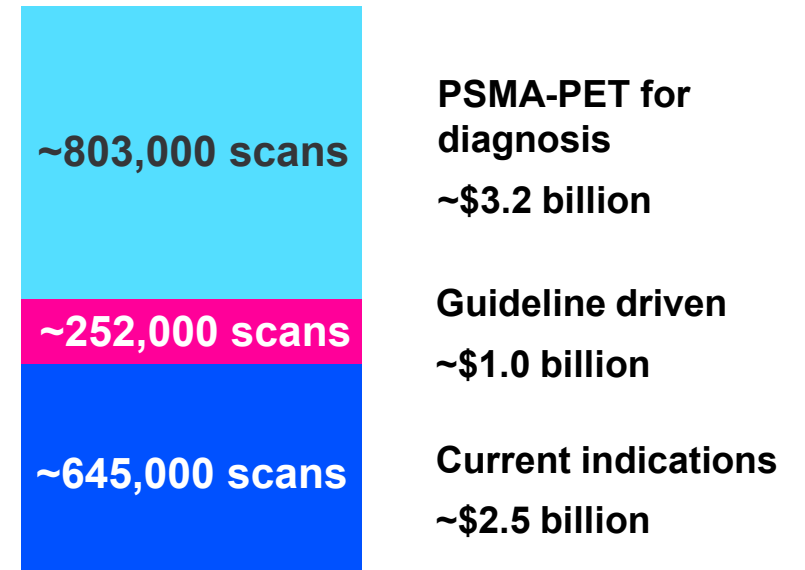 ~803,000 scans
PSMA-PET for
diagnosis
~$3.2 billion
~252,000 scans
Guideline driven
~$1.0 billion
~645,000 scans
Current indications
~$2.5 billion